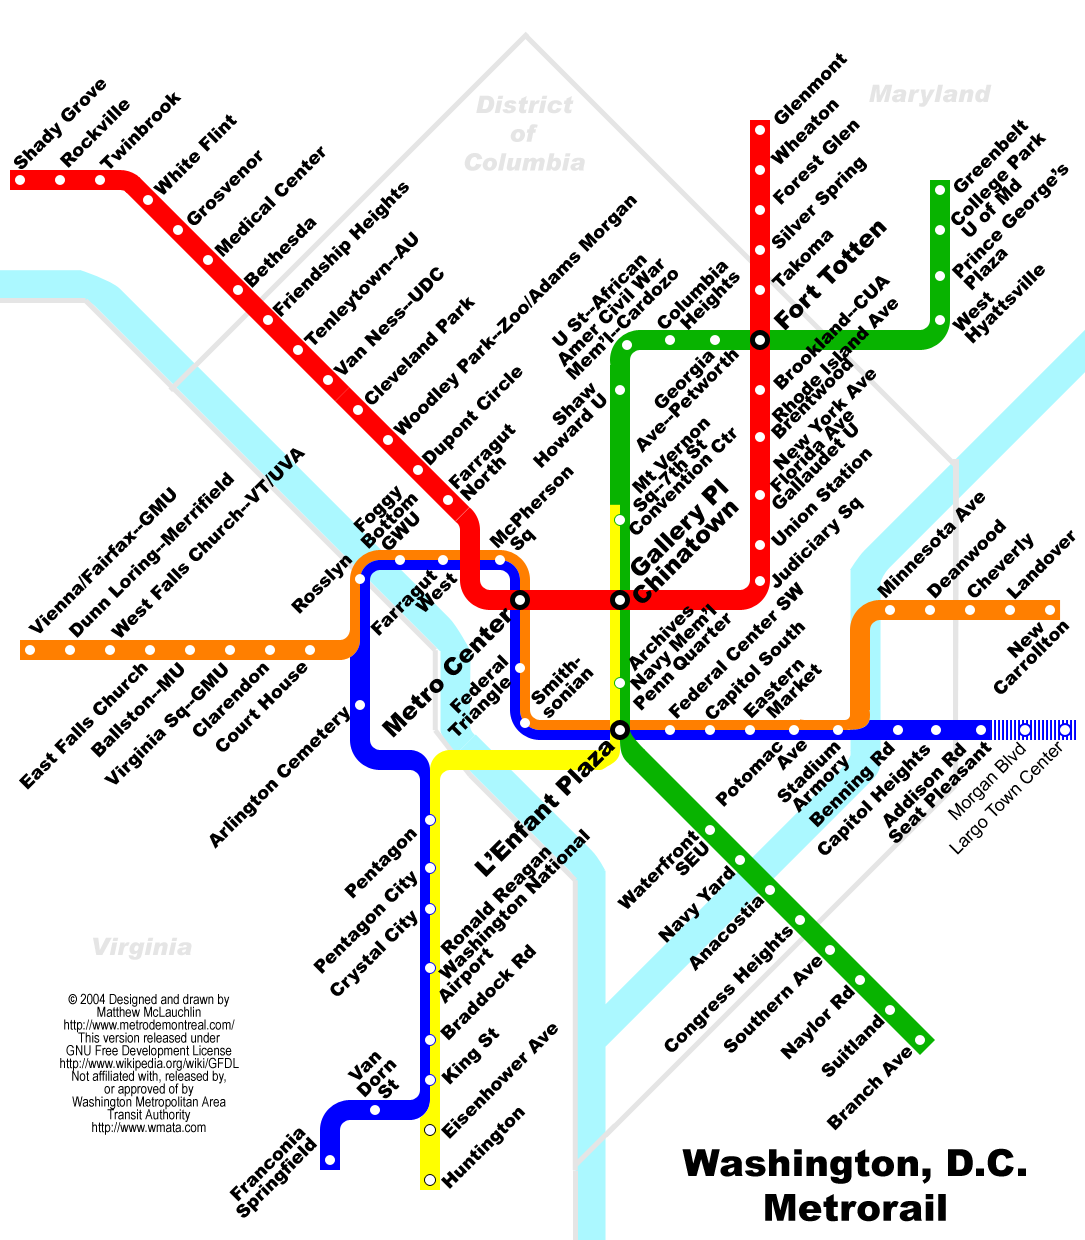 District
of
Columbia
Maryland
Virginia
Shady Grove
Rockville
Twinbrook
White Flint
Grosvenor
Medical Center
Bethesda
Friendship Heights
Tenleytown--AU
Van Ness--UDC
Cleveland Park
Woodley Park--Zoo/Adams Morgan
Dupont Circle
Farragut
North
Metro Center
Gallery Pl
Chinatown
Judiciary Sq
Union Station
New York Ave
Florida Ave
Gallaudet U
Rhode Island Ave
Brentwood
Brookland--CUA
Fort Totten
Takoma
Silver Spring
Forest Glen
Wheaton
Glenmont
Greenbelt
College Park
U of Md
Prince George's
Plaza
West
Hyattsville
Georgia
Ave--Petworth
Columbia
Heights
U St--African
Amer Civil War
Mem'l--Cardozo
Shaw
Howard U
Mt Vernon
Sq--7th St
Convention Ctr
Archives
Navy Mem'l
Penn Quarter
L'Enfant Plaza
Waterfront
SEU
Navy Yard
Anacostia
Congress Heights
Southern Ave
Naylor Rd
Suitland
Branch Ave
Vienna/Fairfax--GMU
Dunn Loring--Merrifield
West Falls Church--VT/UVA
East Falls Church
Ballston--MU
Virginia Sq--GMU
Clarendon
Court House
Rosslyn
Foggy
Bottom
GWU
Farragut
West
McPherson
Sq
Federal
Triangle
Smith-
sonian
Federal Center SW
Capitol South
Eastern
Market
Potomac
Ave
Stadium
Armory
Minnesota Ave
Deanwood
Cheverly
Landover
New
Carrollton
Benning Rd
Capitol Heights
Addison Rd
Seat Pleasant
Morgan Blvd
Largo Town Center
Arlington Cemetery
Pentagon
Pentagon City
Crystal City
Ronald Reagan
Washington National
Airport
Braddock Rd
King St
Eisenhower Ave
Huntington
Van
Dorn
St
Franconia
Springfield
© 2004 Designed and drawn by
Matthew McLauchlin
http://www.metrodemontreal.com/
This version released under
GNU Free Development License
http://www.wikipedia.org/wiki/GFDL
Not affiliated with, released by,
or approved of by
Washington Metropolitan Area
Transit Authority
http://www.wmata.com
Washington, D.C.
Metrorail